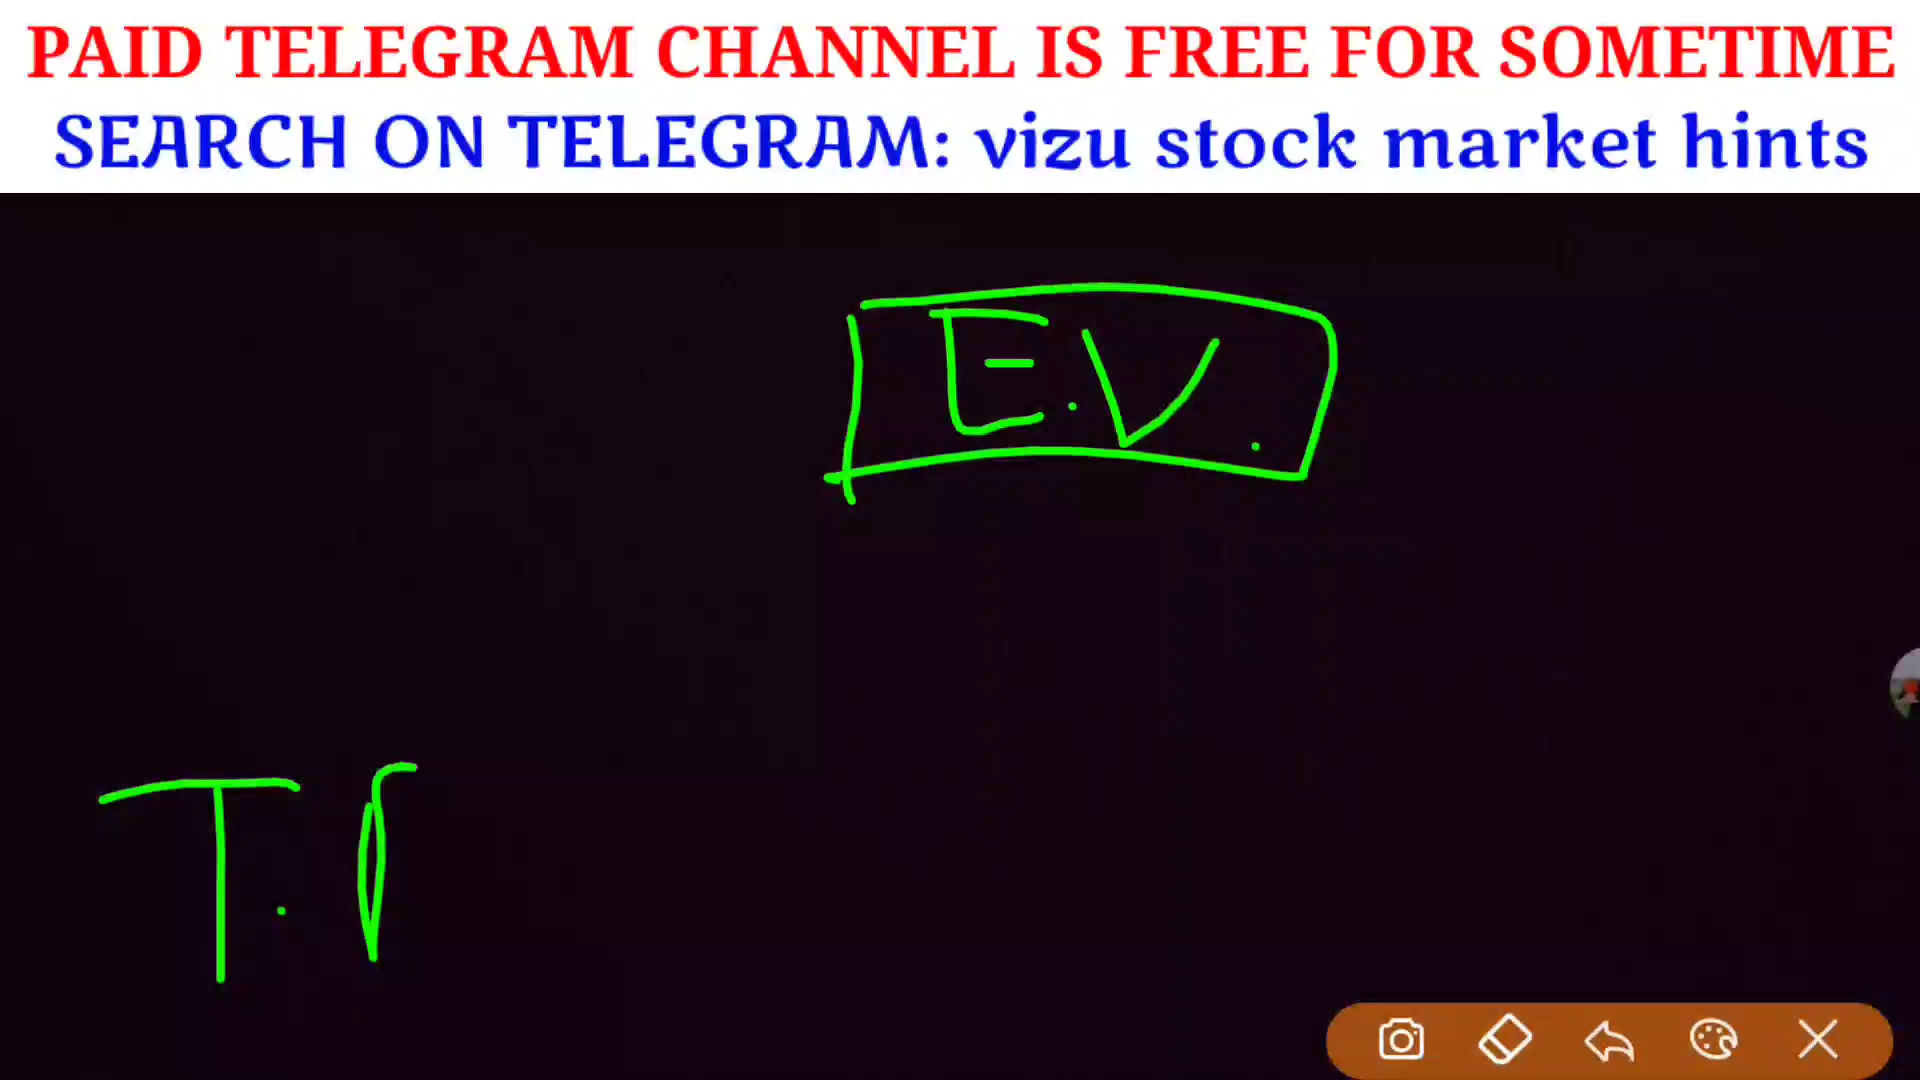 PAID TELEGRAM CHANNEL IS FREE FOR SOMETIME
SEARCH ON TELEGRAM: vizu stock market hints
E.V.
T.